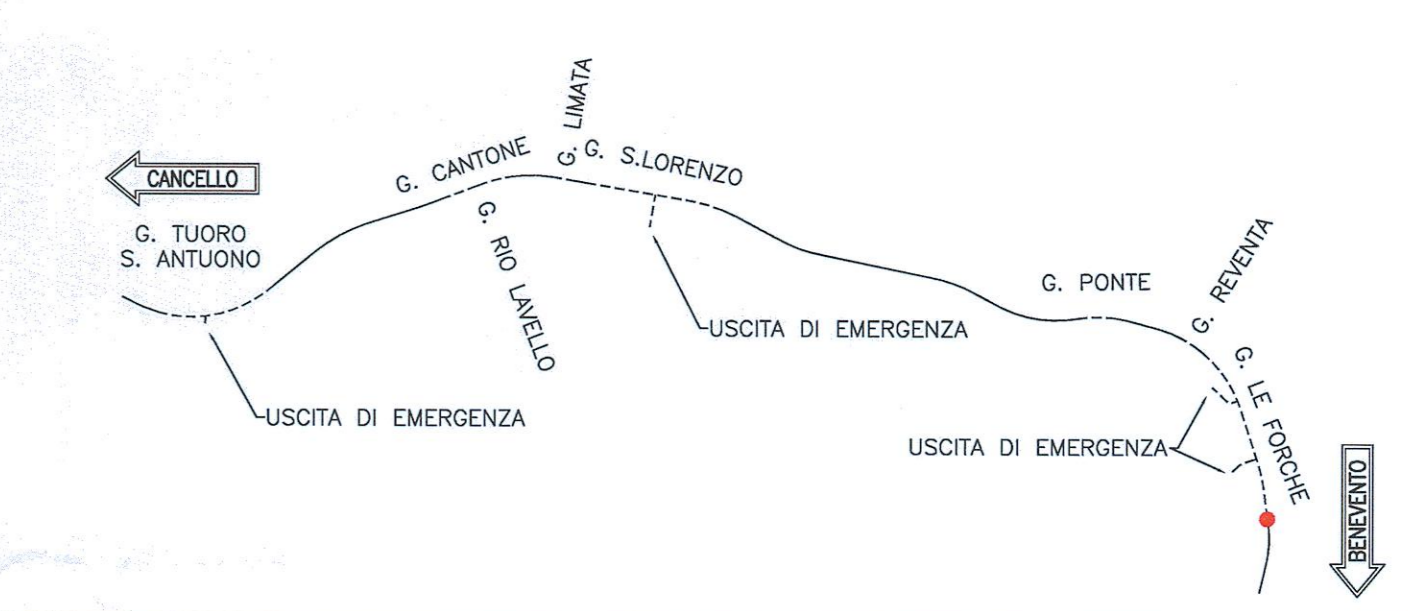 G. LIMATA
G. CANTONE
G. S.LORENZO
CANCELLO
G. TUORO
S. ANTUONO
G. RIO LAVELLO
G. REVENTA
G. PONTE
USCITA DI EMERGENZA
G. LE FORCHE
USCITA DI EMERGENZA
USCITA DI EMERGENZA
BENEVENTO